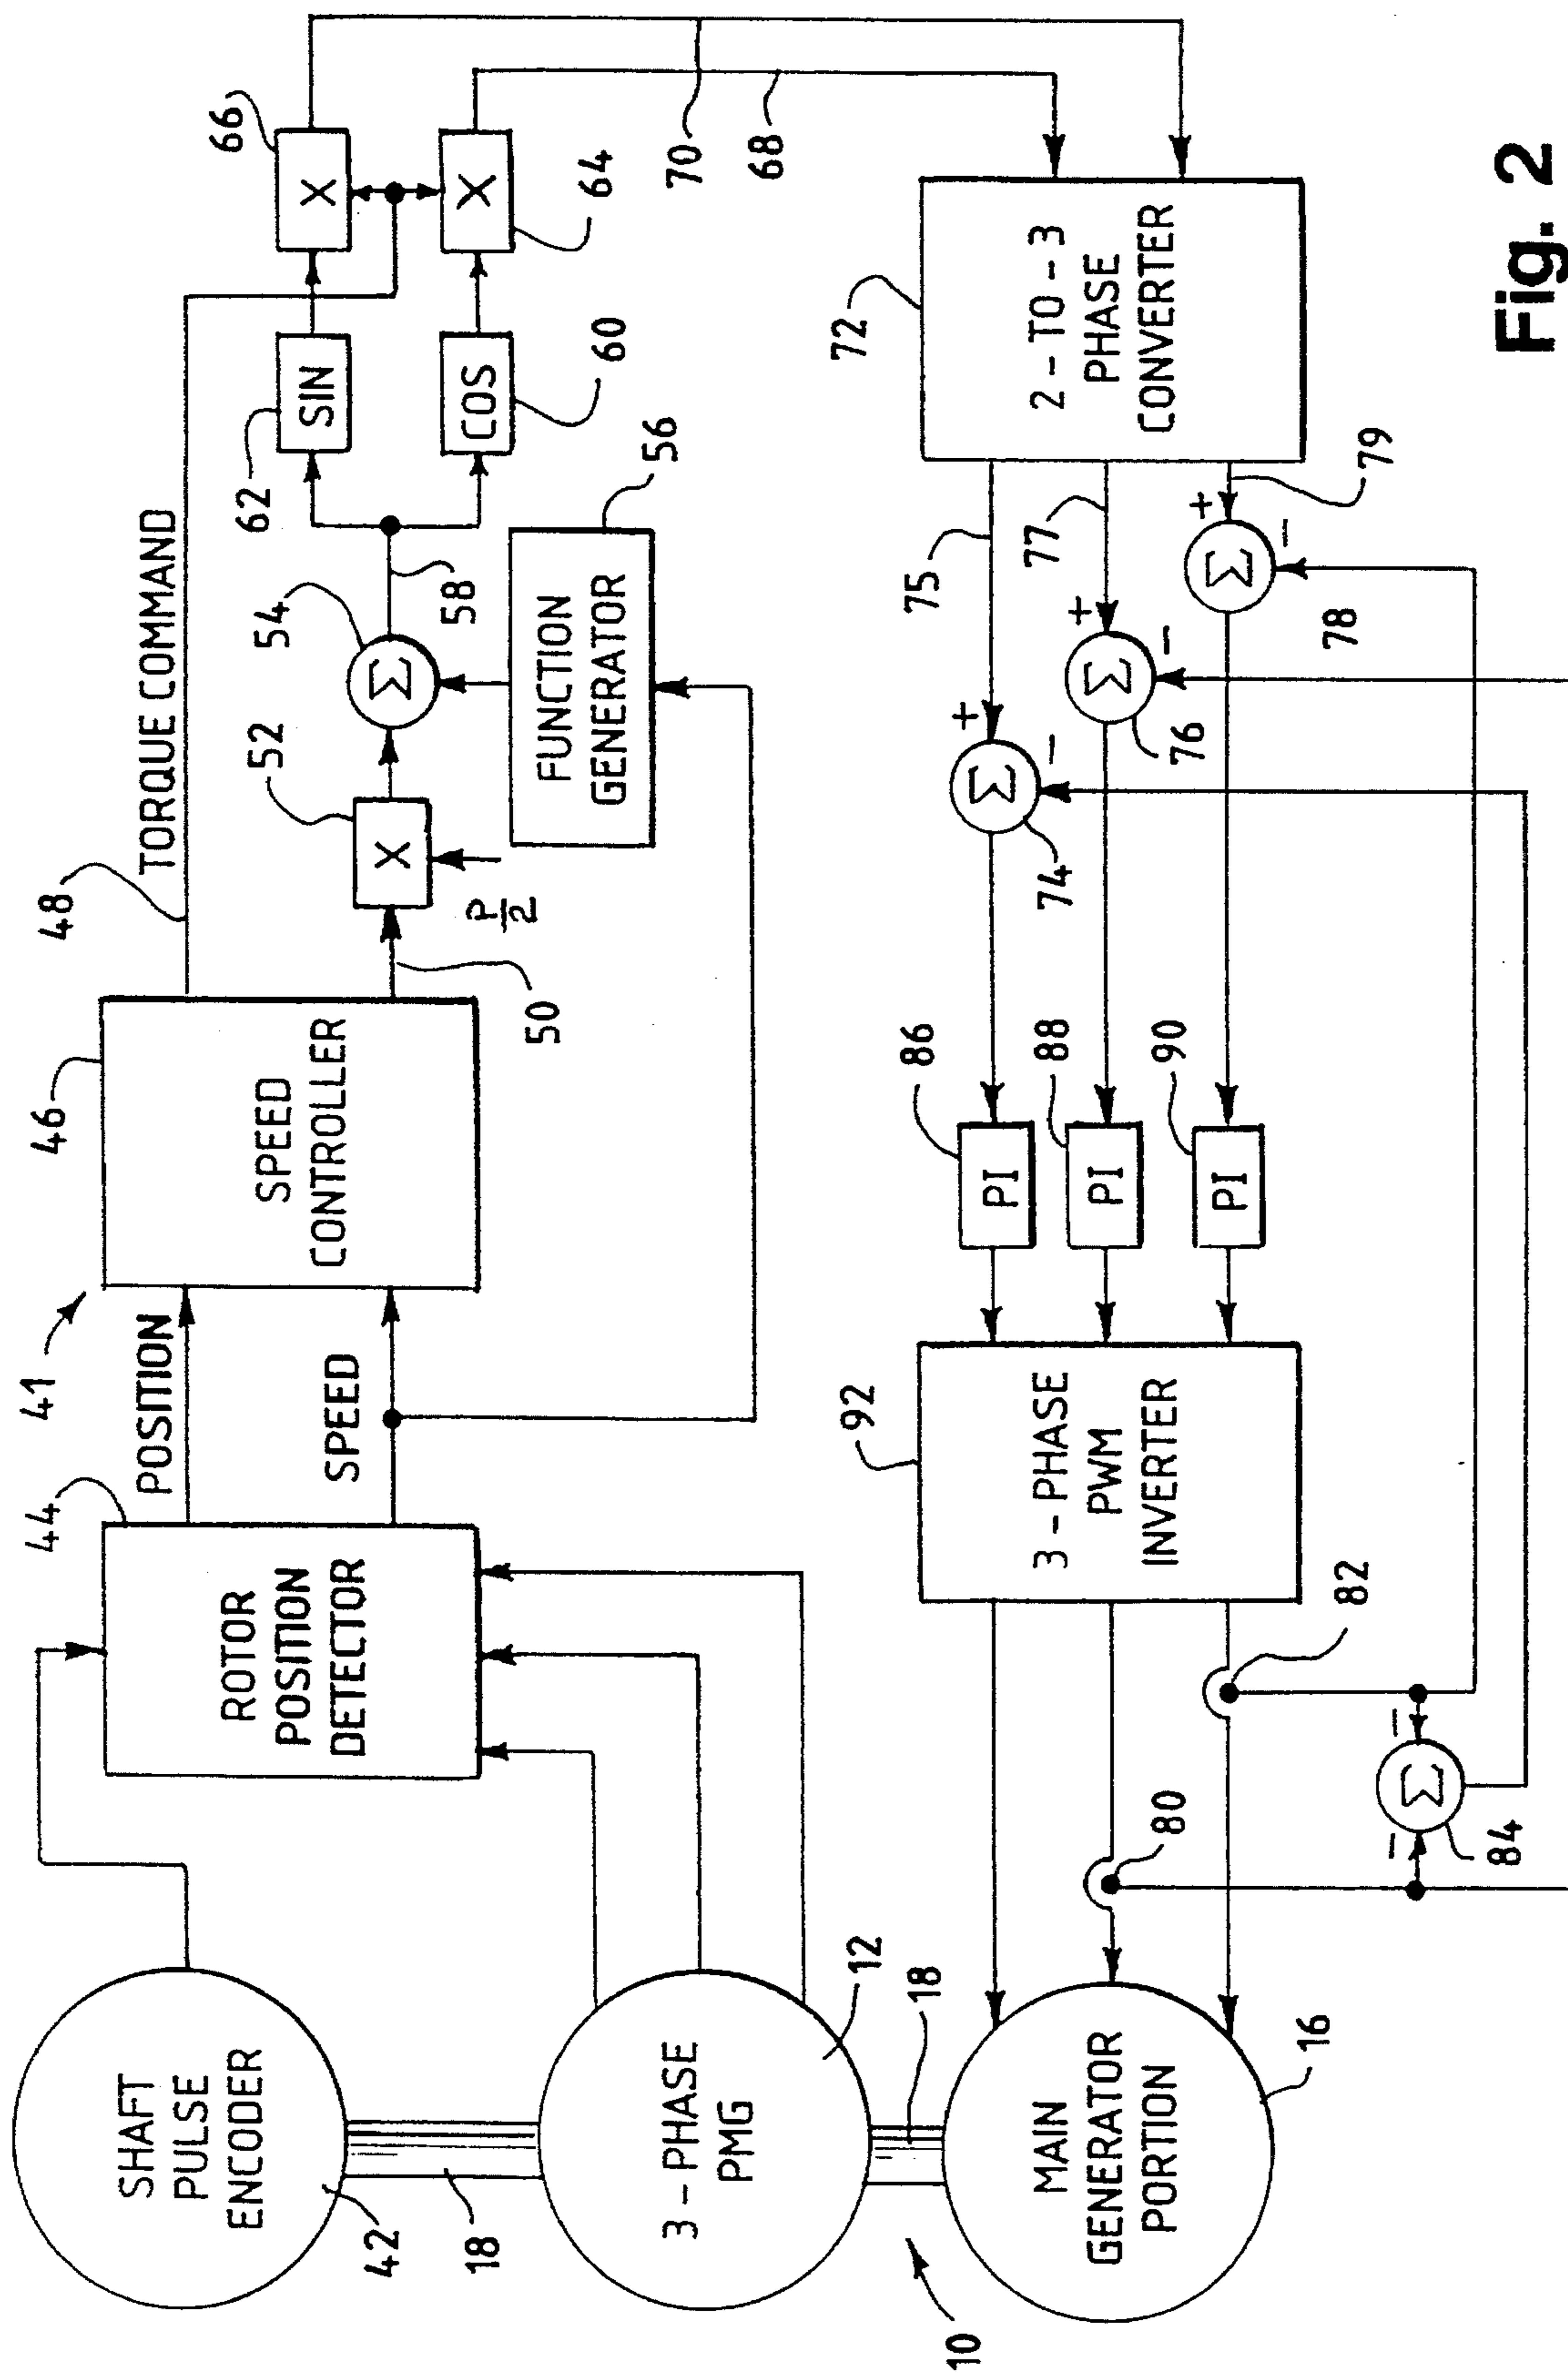 41
44
46
48
TORQUE COMMAND
66
POSITION
SPEED
SHAFT
PULSE
ENCODER
ROTOR
POSITION
DETECTOR
SPEED
CONTROLLER
52
54
62
SIN
X
X
Σ
58
COS
X
50
P/2
60
64
42
18
FUNCTION
GENERATOR
56
3-PHASE
PMG
12
70
68
18
92
86
88
90
75
77
72
10
MAIN
GENERATOR
PORTION
16
3-PHASE
PWM
INVERTER
PI
PI
PI
Σ
+
−
74
Σ
+
−
76
Σ
+
−
78
79
2-TO-3
PHASE
CONVERTER
80
82
−
−
Σ
84
Fig. 2